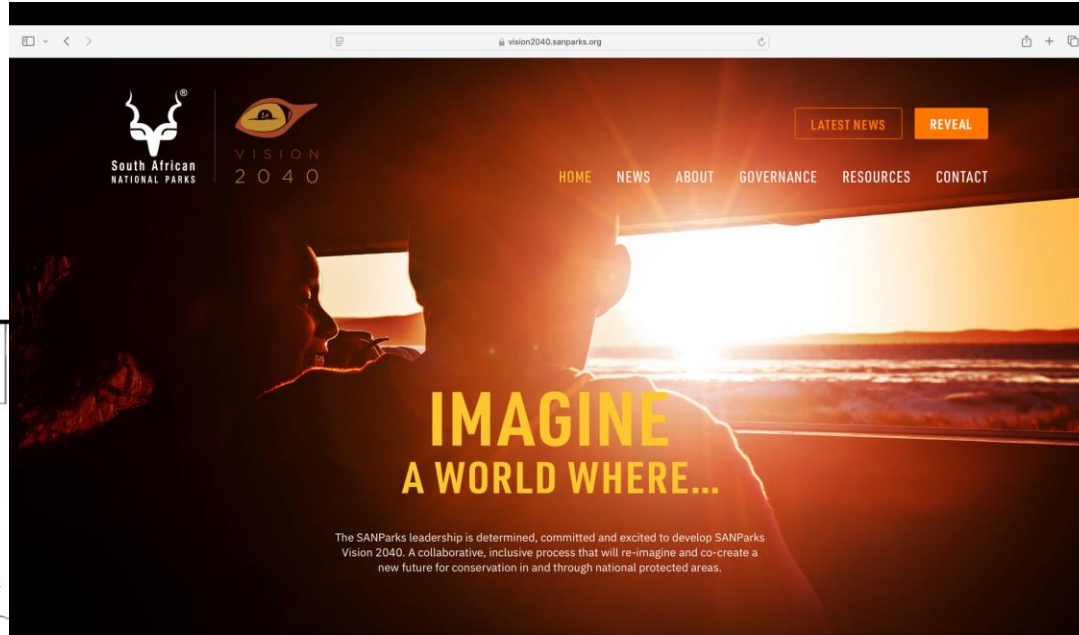 vision2040.sanparks.org
South African
NATIONAL PARKS
VISION
2040
LATEST NEWS
REVEAL
HOME NEWS ABOUT GOVERNANCE RESOURCES CONTACT
IMAGINE
A WORLD WHERE...
The SANParks leadership is determined, committed and excited to develop SANParks
Vision 2040. A collaborative, inclusive process that will re-imagine and co-create a
new future for conservation in and through national protected areas.